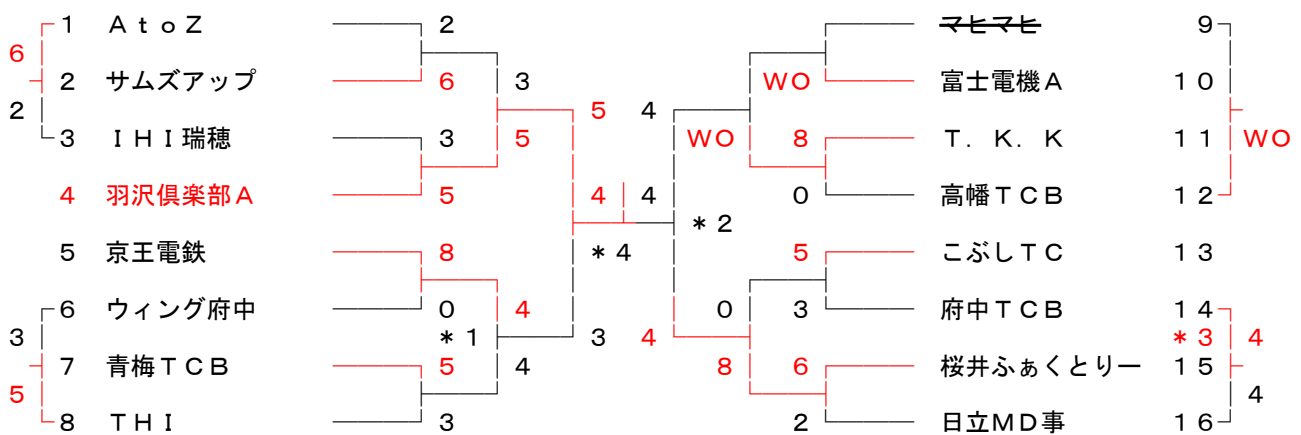 1 ＡｔｏＺ 2 マヒマヒ 9
6
2 サムズアップ 6 3 WO 富士電機Ａ 10
2 5 4
3 ＩＨＩ瑞穂 3 5 WO 8 Ｔ．Ｋ．Ｋ 11 WO
4 羽沢倶楽部Ａ 5 4 4 0 高幡ＴＣＢ 12
＊2
5 京王電鉄 8 ＊4 5 こぶしＴＣ 13
6 ウィング府中 0 4 0 3 府中ＴＣＢ 14
3 ＊1 3 4 ＊3 4
7 青梅ＴＣＢ 5 4 8 6 桜井ふぁくとりー 15
5 4
8 ＴＨＩ 3 2 日立ＭＤ事 16